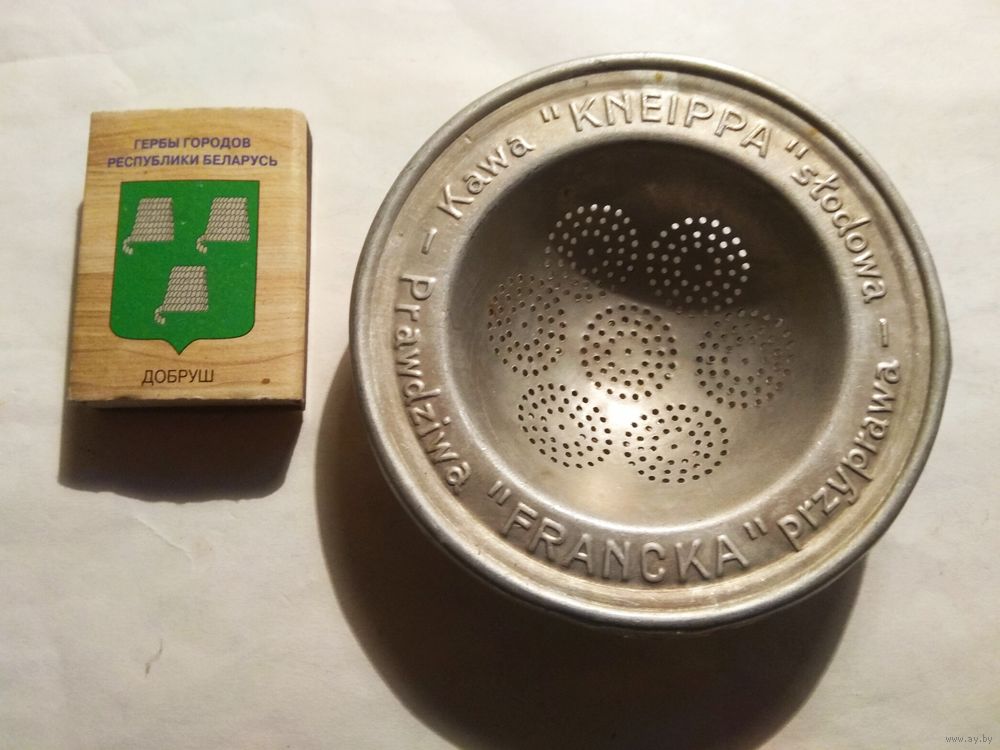 ГЕРБЫ ГОРОДОВ
РЕСПУБЛИКИ БЕЛАРУСЬ
ДОБРУШ
- Kawa "KNEIPPA" słodowa -
Prawdziwa "FRANCKA" przyprawa
www.ay.by